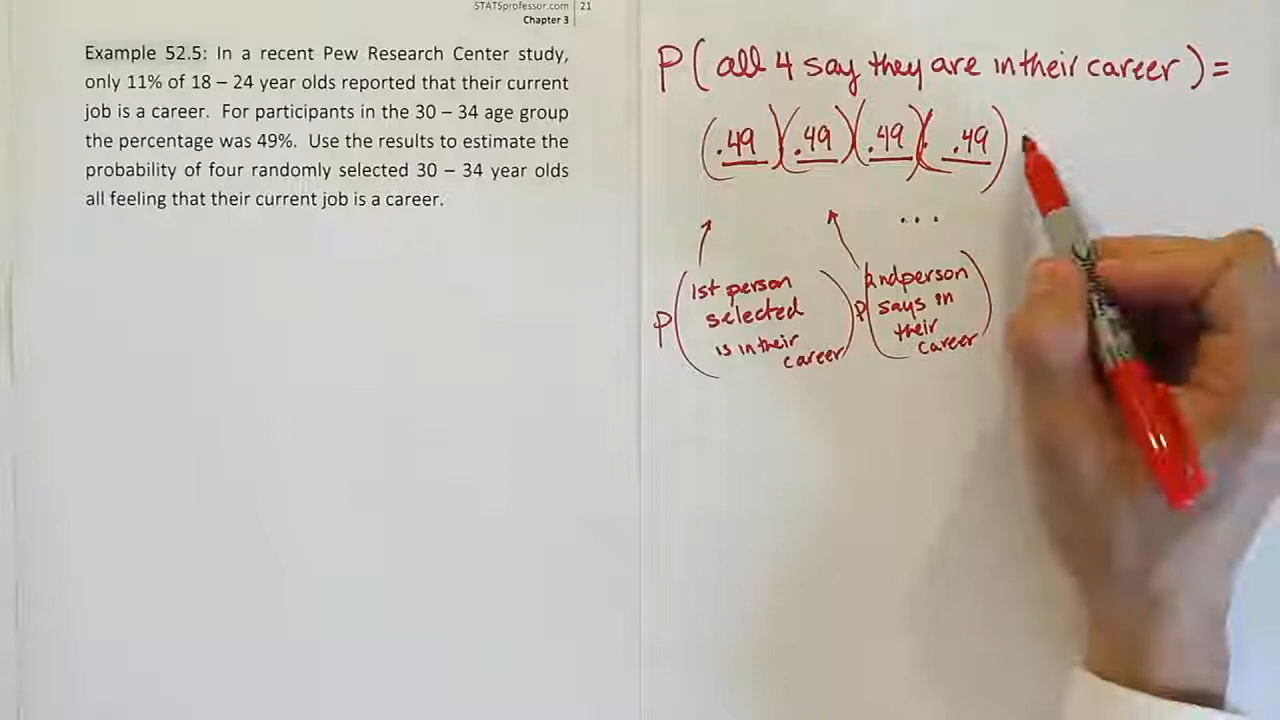 STATSprofessor.com 21
Chapter 3
Example 52.5: In a recent Pew Research Center study,
only 11% of 18 – 24 year olds reported that their current
job is a career. For participants in the 30 – 34 age group
the percentage was 49%. Use the results to estimate the
probability of four randomly selected 30 – 34 year olds
all feeling that their current job is a career.
P(all 4 say they are in their career) =
(.49)(.49)(.49)(.49)
...
P(1st person
selected
is in their
career)
P(2nd person
says in
their
career)